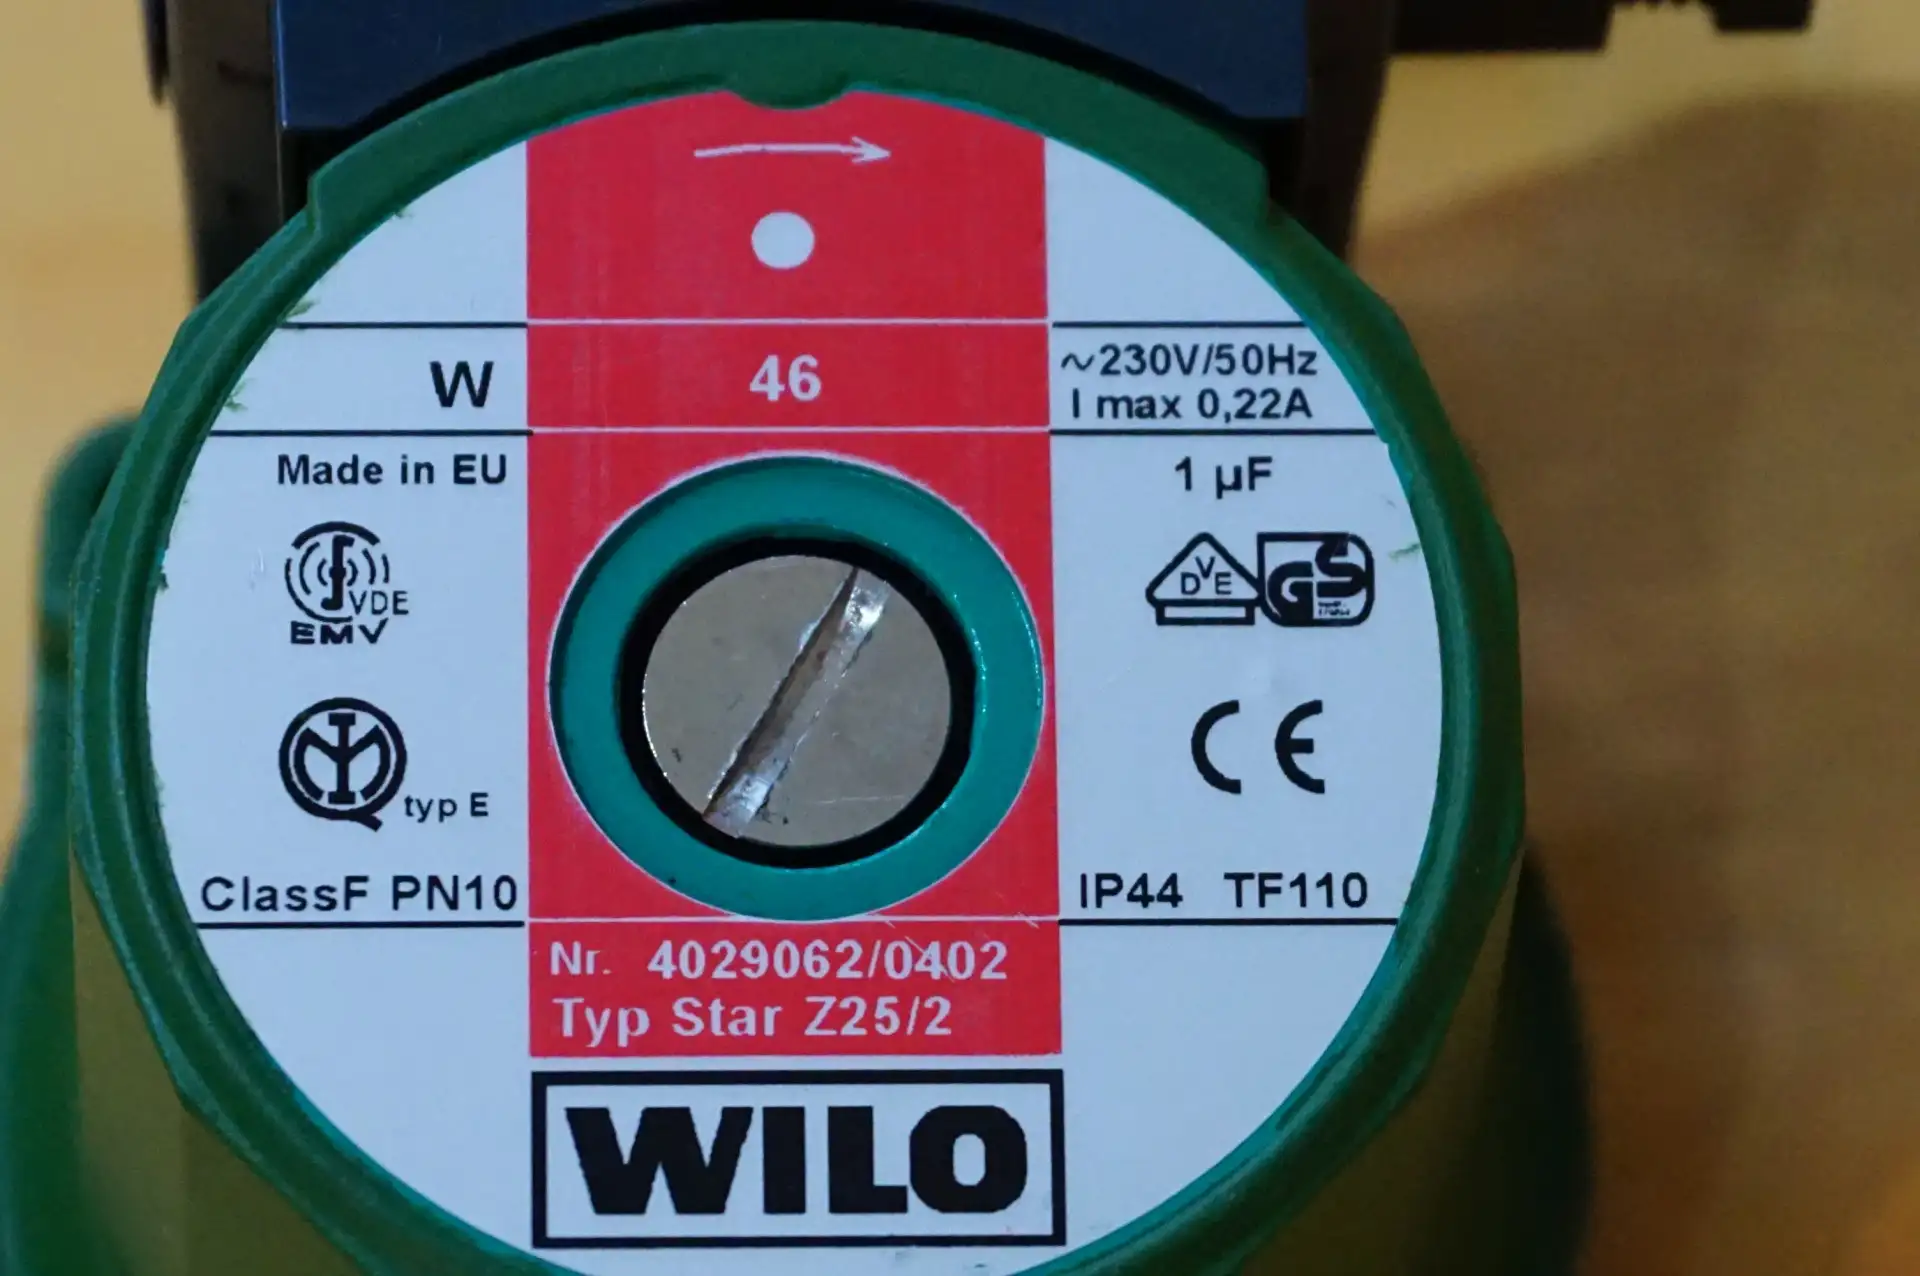 W 46 ~230V/50Hz
I max 0,22A
Made in EU 1 µF
VDE
EMV
DVE GS
typ E CE
ClassF PN10 IP44 TF110
Nr. 4029062/0402
Typ Star Z25/2
WILO